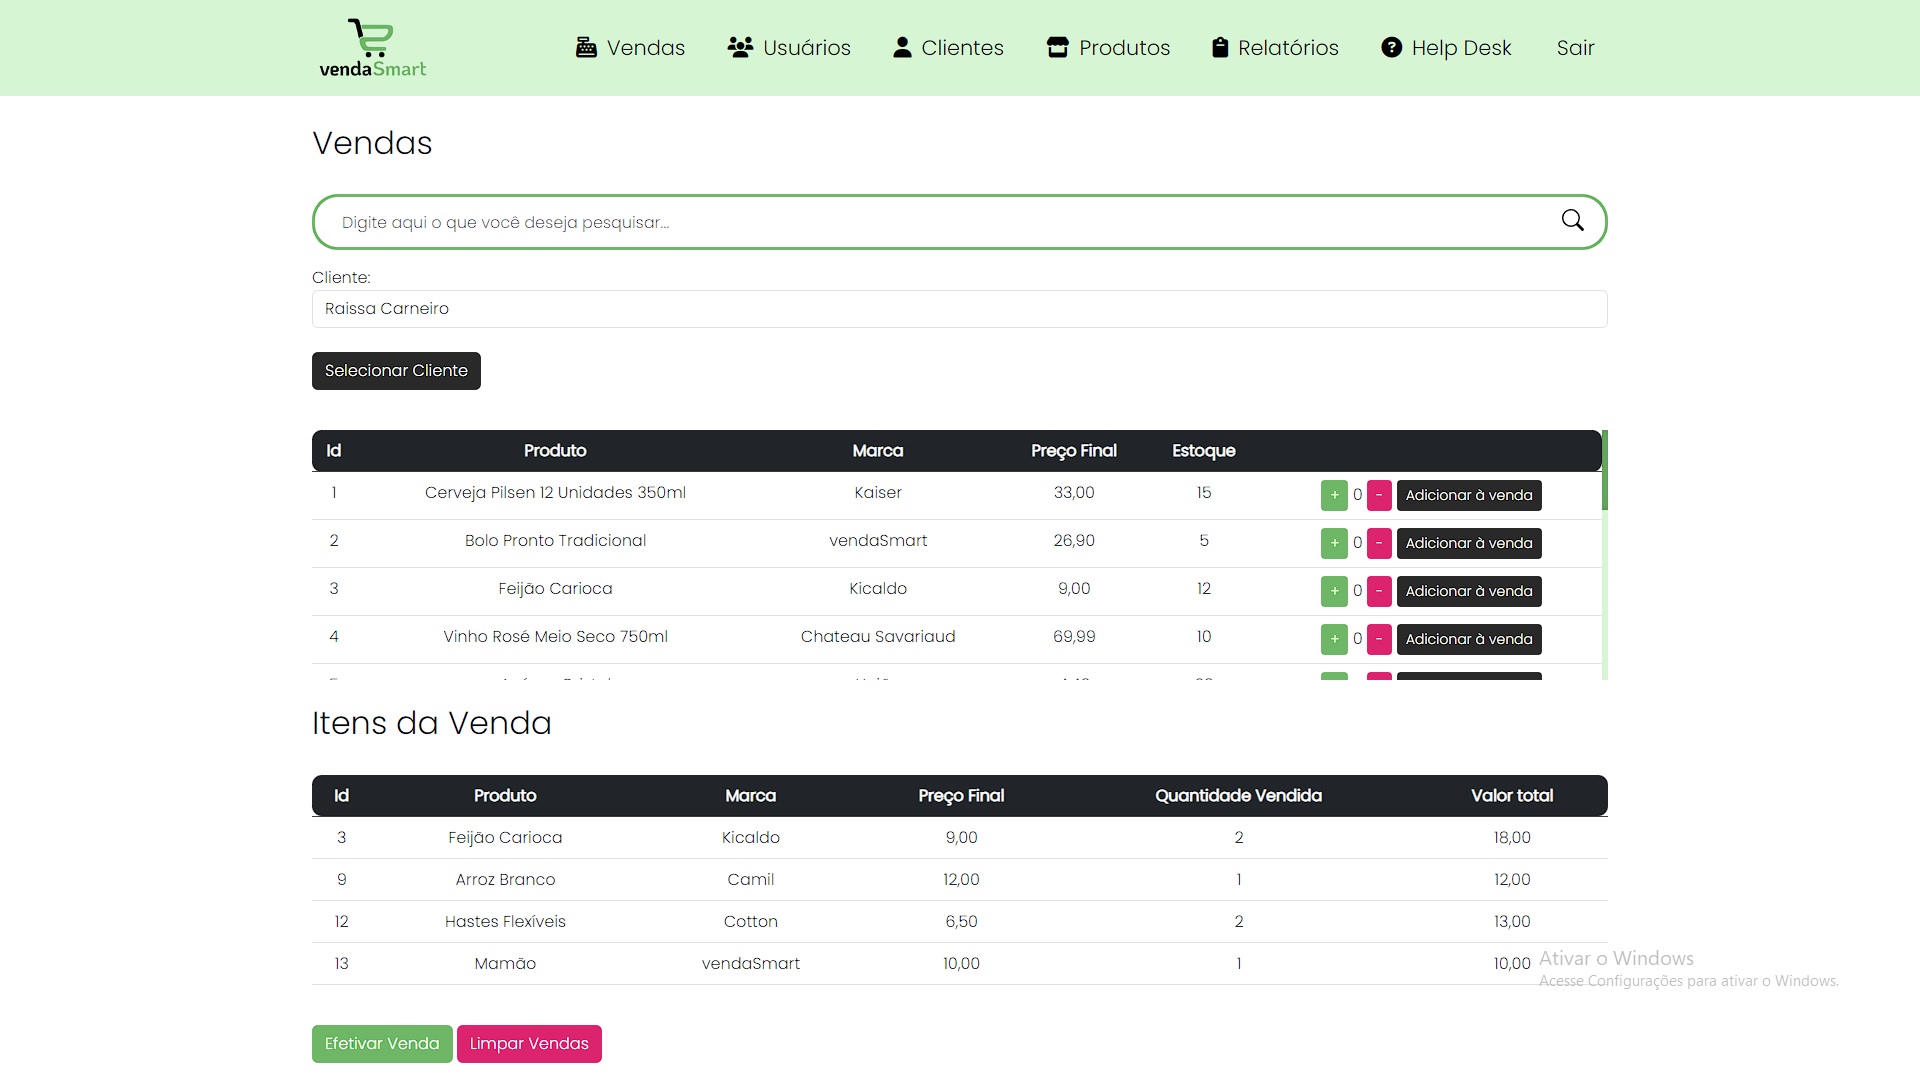 vendaSmart
Vendas Usuários Clientes Produtos Relatórios Help Desk Sair
Vendas
Digite aqui o que você deseja pesquisar...
Cliente:
Raissa Carneiro
Selecionar Cliente
Id Produto Marca Preço Final Estoque
1 Cerveja Pilsen 12 Unidades 350ml Kaiser 33,00 15 + 0 - Adicionar à venda
2 Bolo Pronto Tradicional vendaSmart 26,90 5 + 0 - Adicionar à venda
3 Feijão Carioca Kicaldo 9,00 12 + 0 - Adicionar à venda
4 Vinho Rosé Meio Seco 750ml Chateau Savariaud 69,99 10 + 0 - Adicionar à venda
Itens da Venda
Id Produto Marca Preço Final Quantidade Vendida Valor total
3 Feijão Carioca Kicaldo 9,00 2 18,00
9 Arroz Branco Camil 12,00 1 12,00
12 Hastes Flexíveis Cotton 6,50 2 13,00
13 Mamão vendaSmart 10,00 1 10,00
Ativar o Windows
Acesse Configurações para ativar o Windows.
Efetivar Venda Limpar Vendas